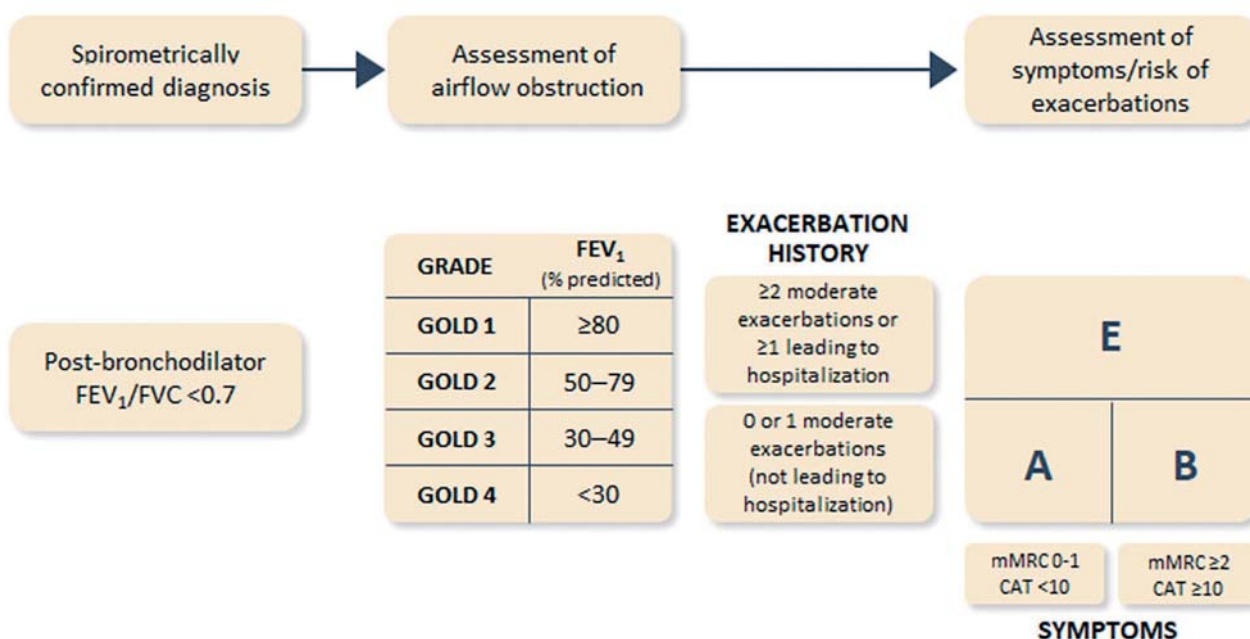 Spirometrically
confirmed diagnosis
Assessment of
airflow obstruction
Assessment of
symptoms/risk of
exacerbations
Post-bronchodilator
FEV₁/FVC <0.7
GRADE FEV₁
(% predicted)
GOLD 1 ≥80
GOLD 2 50–79
GOLD 3 30–49
GOLD 4 <30
EXACERBATION
HISTORY
≥2 moderate
exacerbations or
≥1 leading to
hospitalization
0 or 1 moderate
exacerbations
(not leading to
hospitalization)
E
A B
mMRC 0-1
CAT <10
mMRC ≥2
CAT ≥10
SYMPTOMS